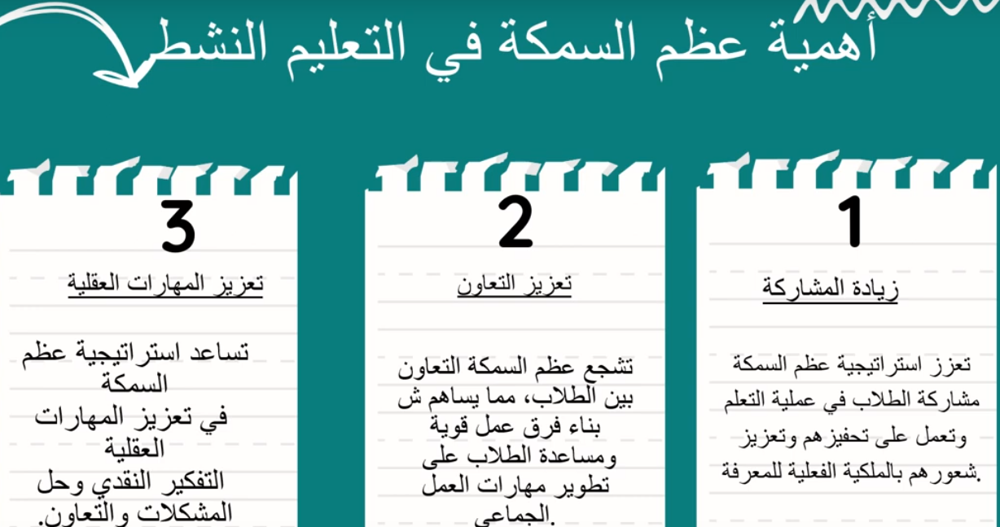 أهمية عظم السمكة في التعليم النشط
1
زيادة المشاركة
تعزز استراتيجية عظم السمكة
مشاركة الطلاب في عملية التعلم
وتعمل على تحفيزهم وتعزيز
شعورهم بالملكية الفعلية للمعرفة.
2
تعزيز التعاون
تشجع عظم السمكة التعاون
بين الطلاب، مما يساهم ش
بناء فرق عمل قوية
ومساعدة الطلاب على
تطوير مهارات العمل
الجماعي.
3
تعزيز المهارات العقلية
تساعد استراتيجية عظم
السمكة
في تعزيز المهارات
العقلية
التفكير النقدي وحل
المشكلات والتعاون.